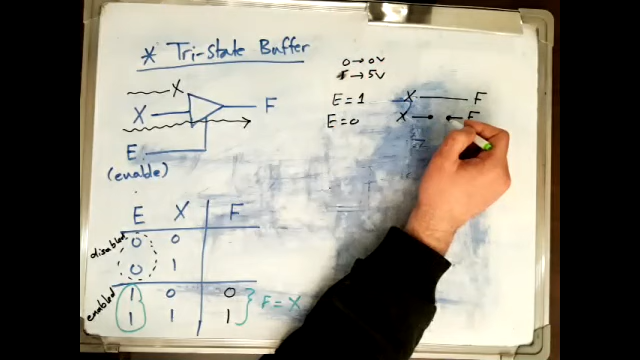 * Tri-state Buffer
X
X F
E
(enable)
0 → 0V
1 → 5V
E = 1 X F
E = 0 X F
E X F
disabled
0 0
0 1
enabled
1 0 0
1 1 1
F = X